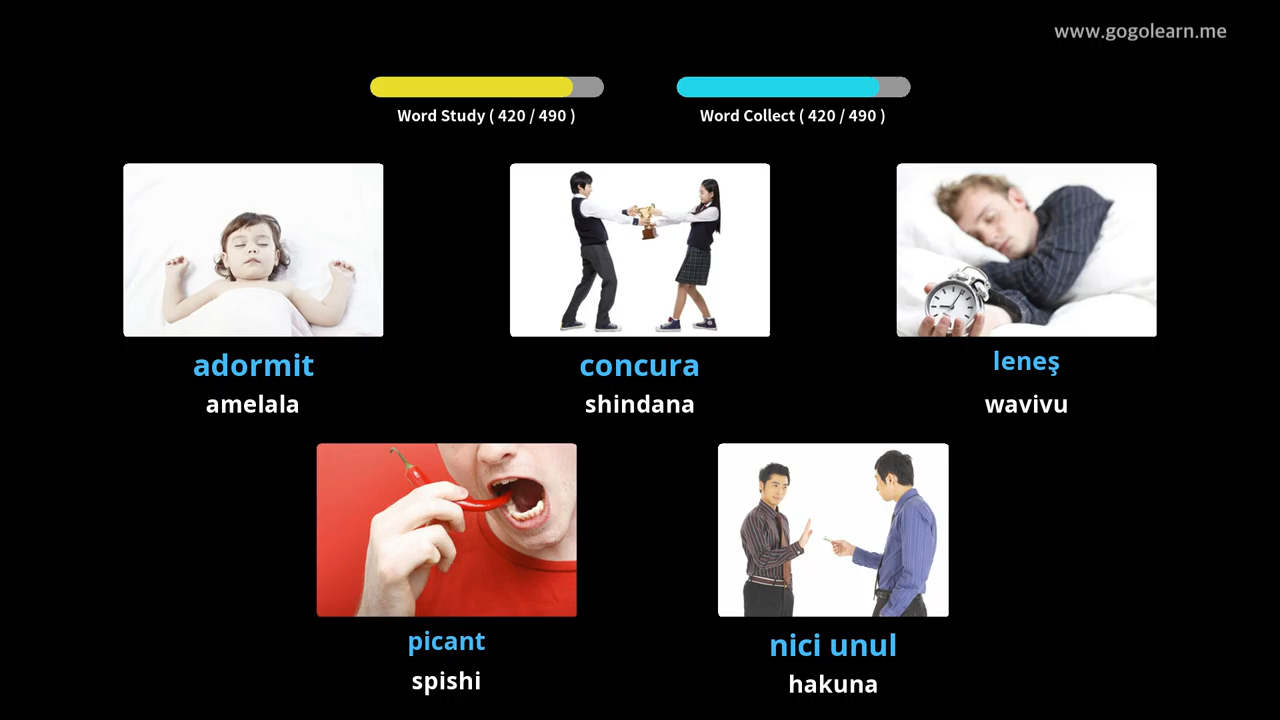 www.gogolearn.me
Word Study ( 420 / 490 )
Word Collect ( 420 / 490 )
adormit
amelala
concura
shindana
leneş
wavivu
picant
spishi
nici unul
hakuna